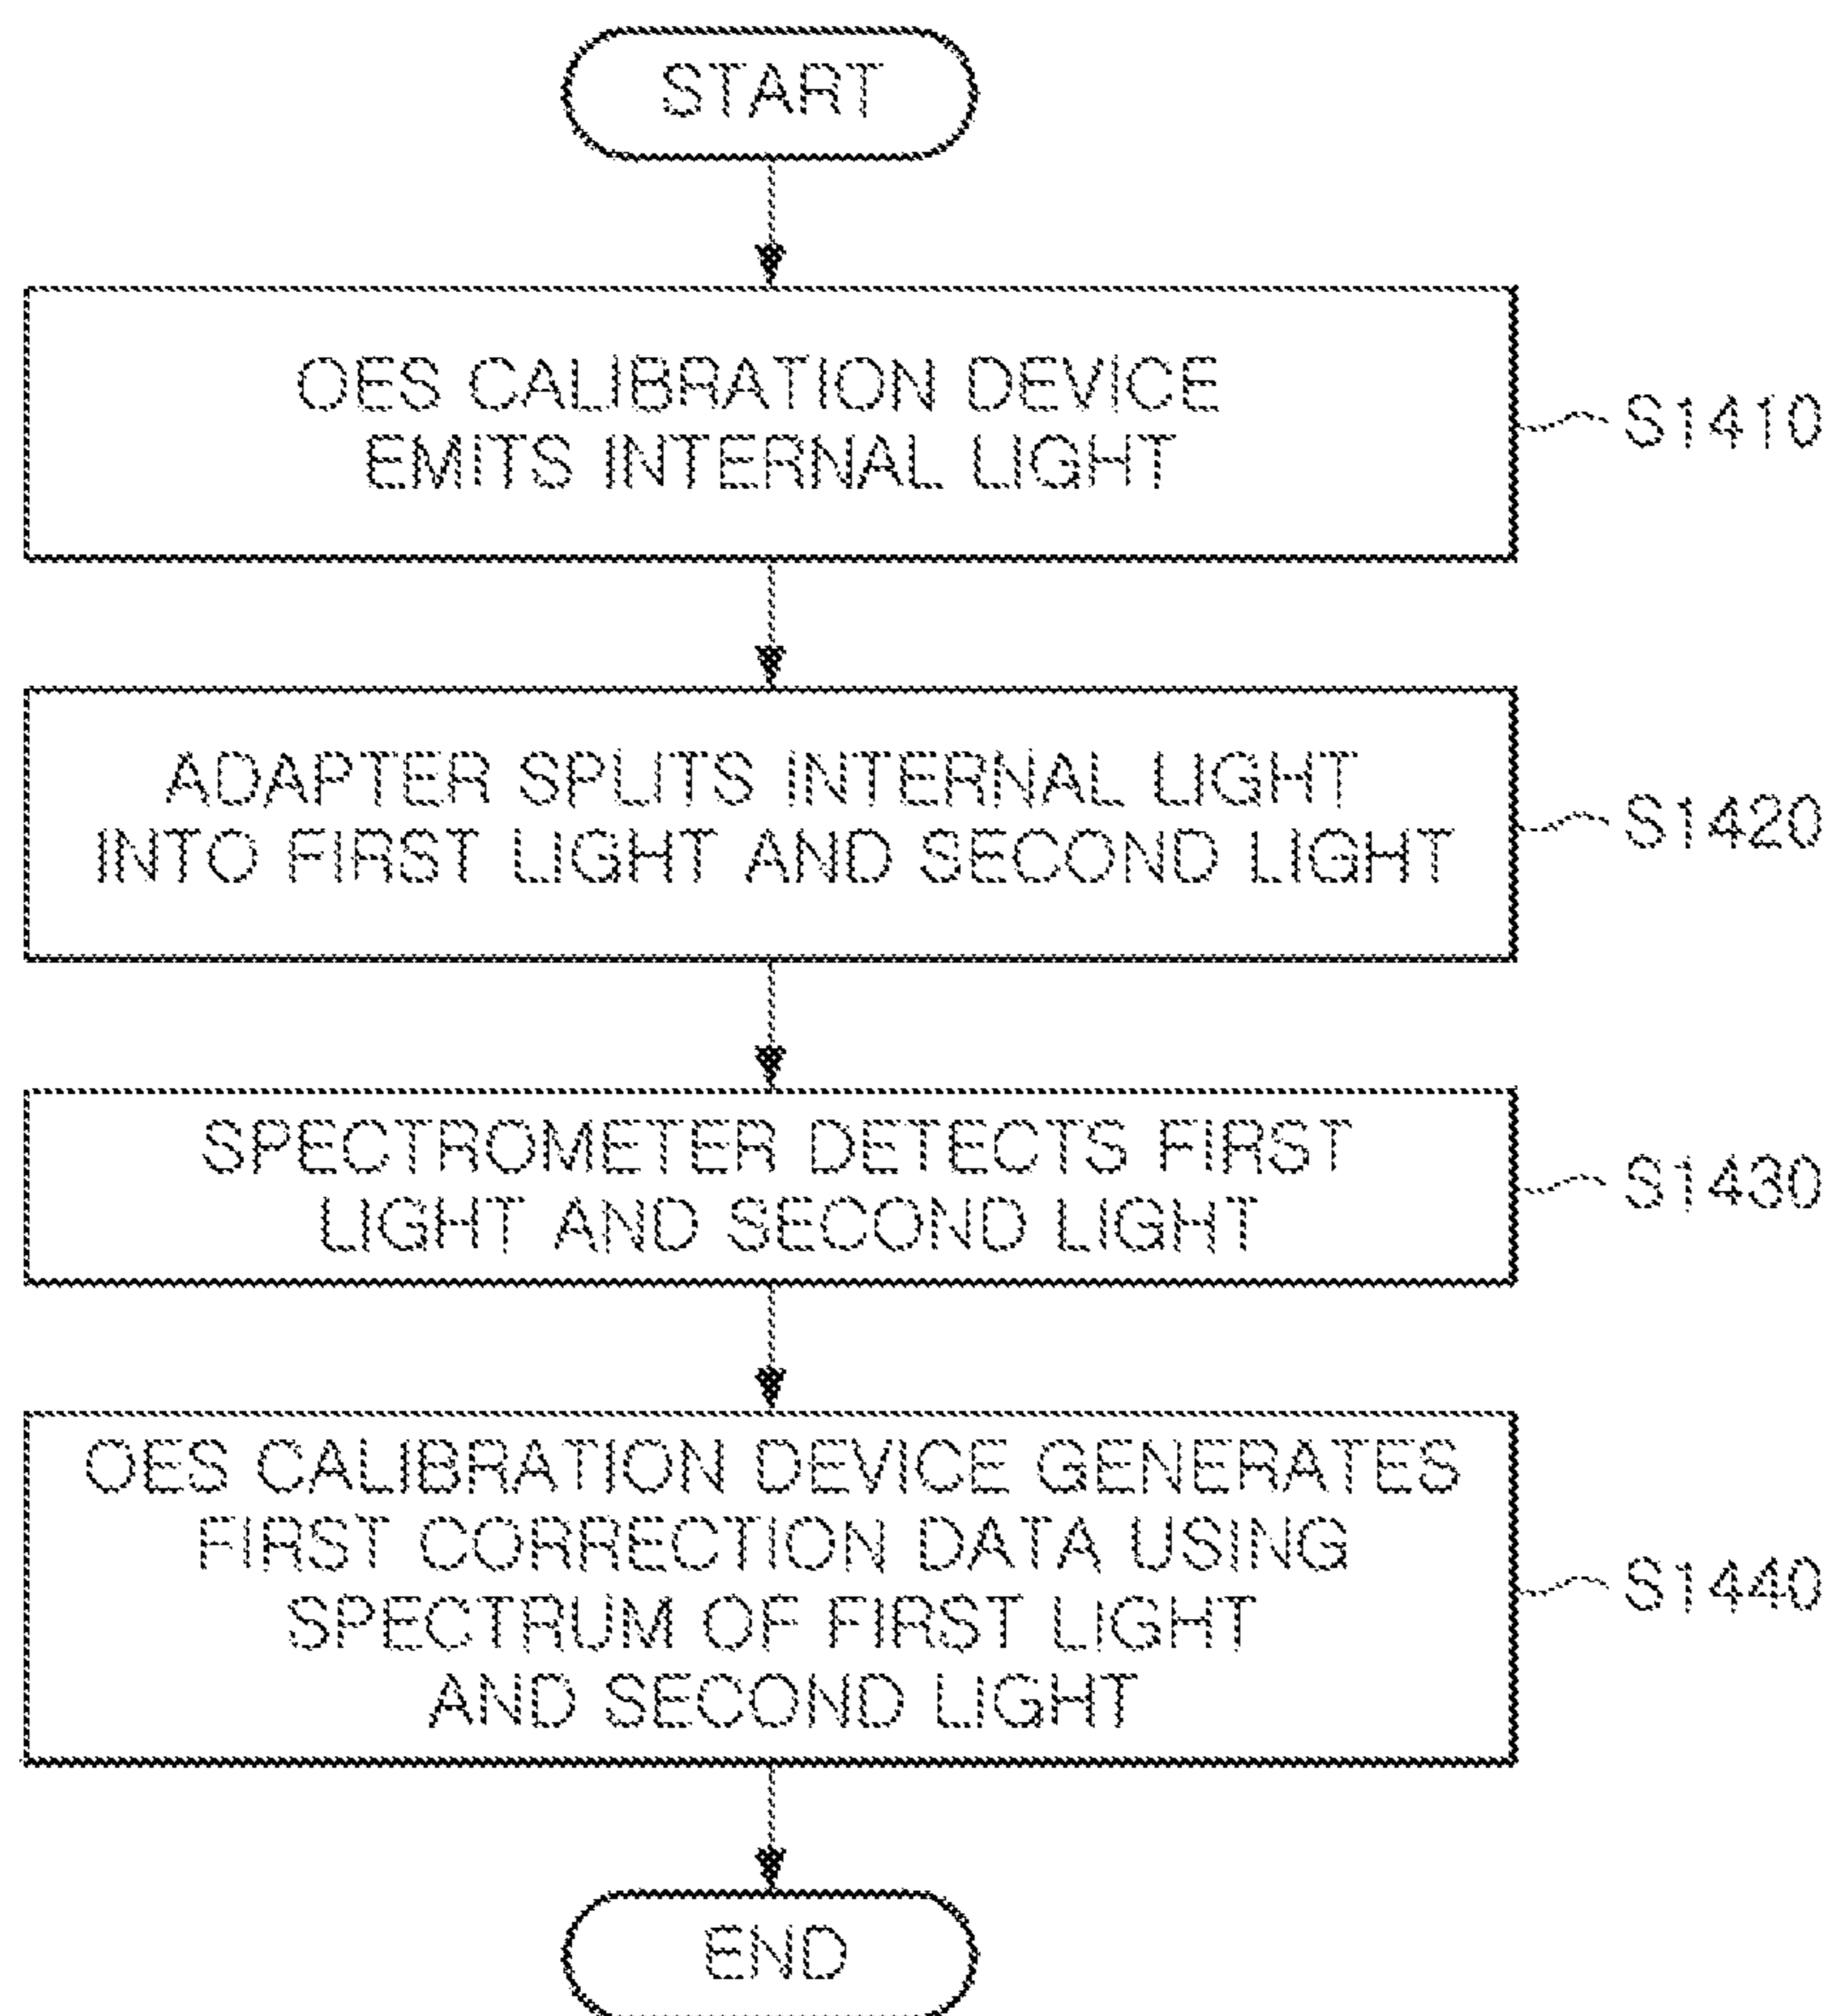 START
OES CALIBRATION DEVICE
EMITS INTERNAL LIGHT
S1410
ADAPTER SPLITS INTERNAL LIGHT
INTO FIRST LIGHT AND SECOND LIGHT
S1420
SPECTROMETER DETECTS FIRST
LIGHT AND SECOND LIGHT
S1430
OES CALIBRATION DEVICE GENERATES
FIRST CORRECTION DATA USING
SPECTRUM OF FIRST LIGHT
AND SECOND LIGHT
S1440
END